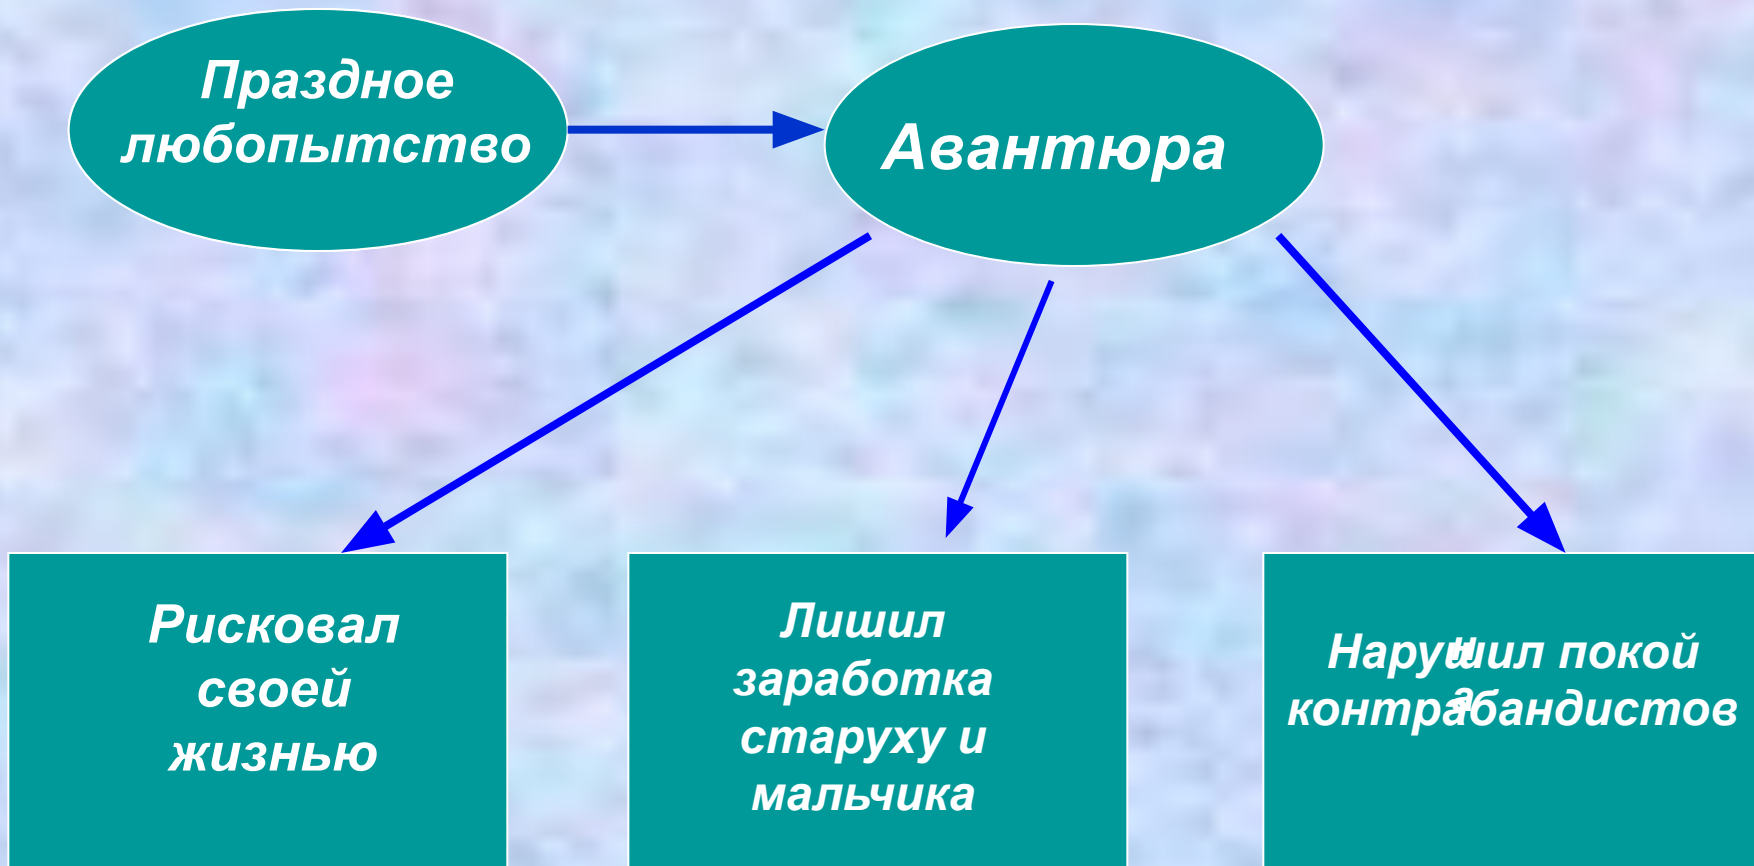 Праздное
любопытство
Авантюра
Рисковал
своей
жизнью
Лишил
заработка
старуху и
мальчика
Нарушил покой
контрабандистов
н
а